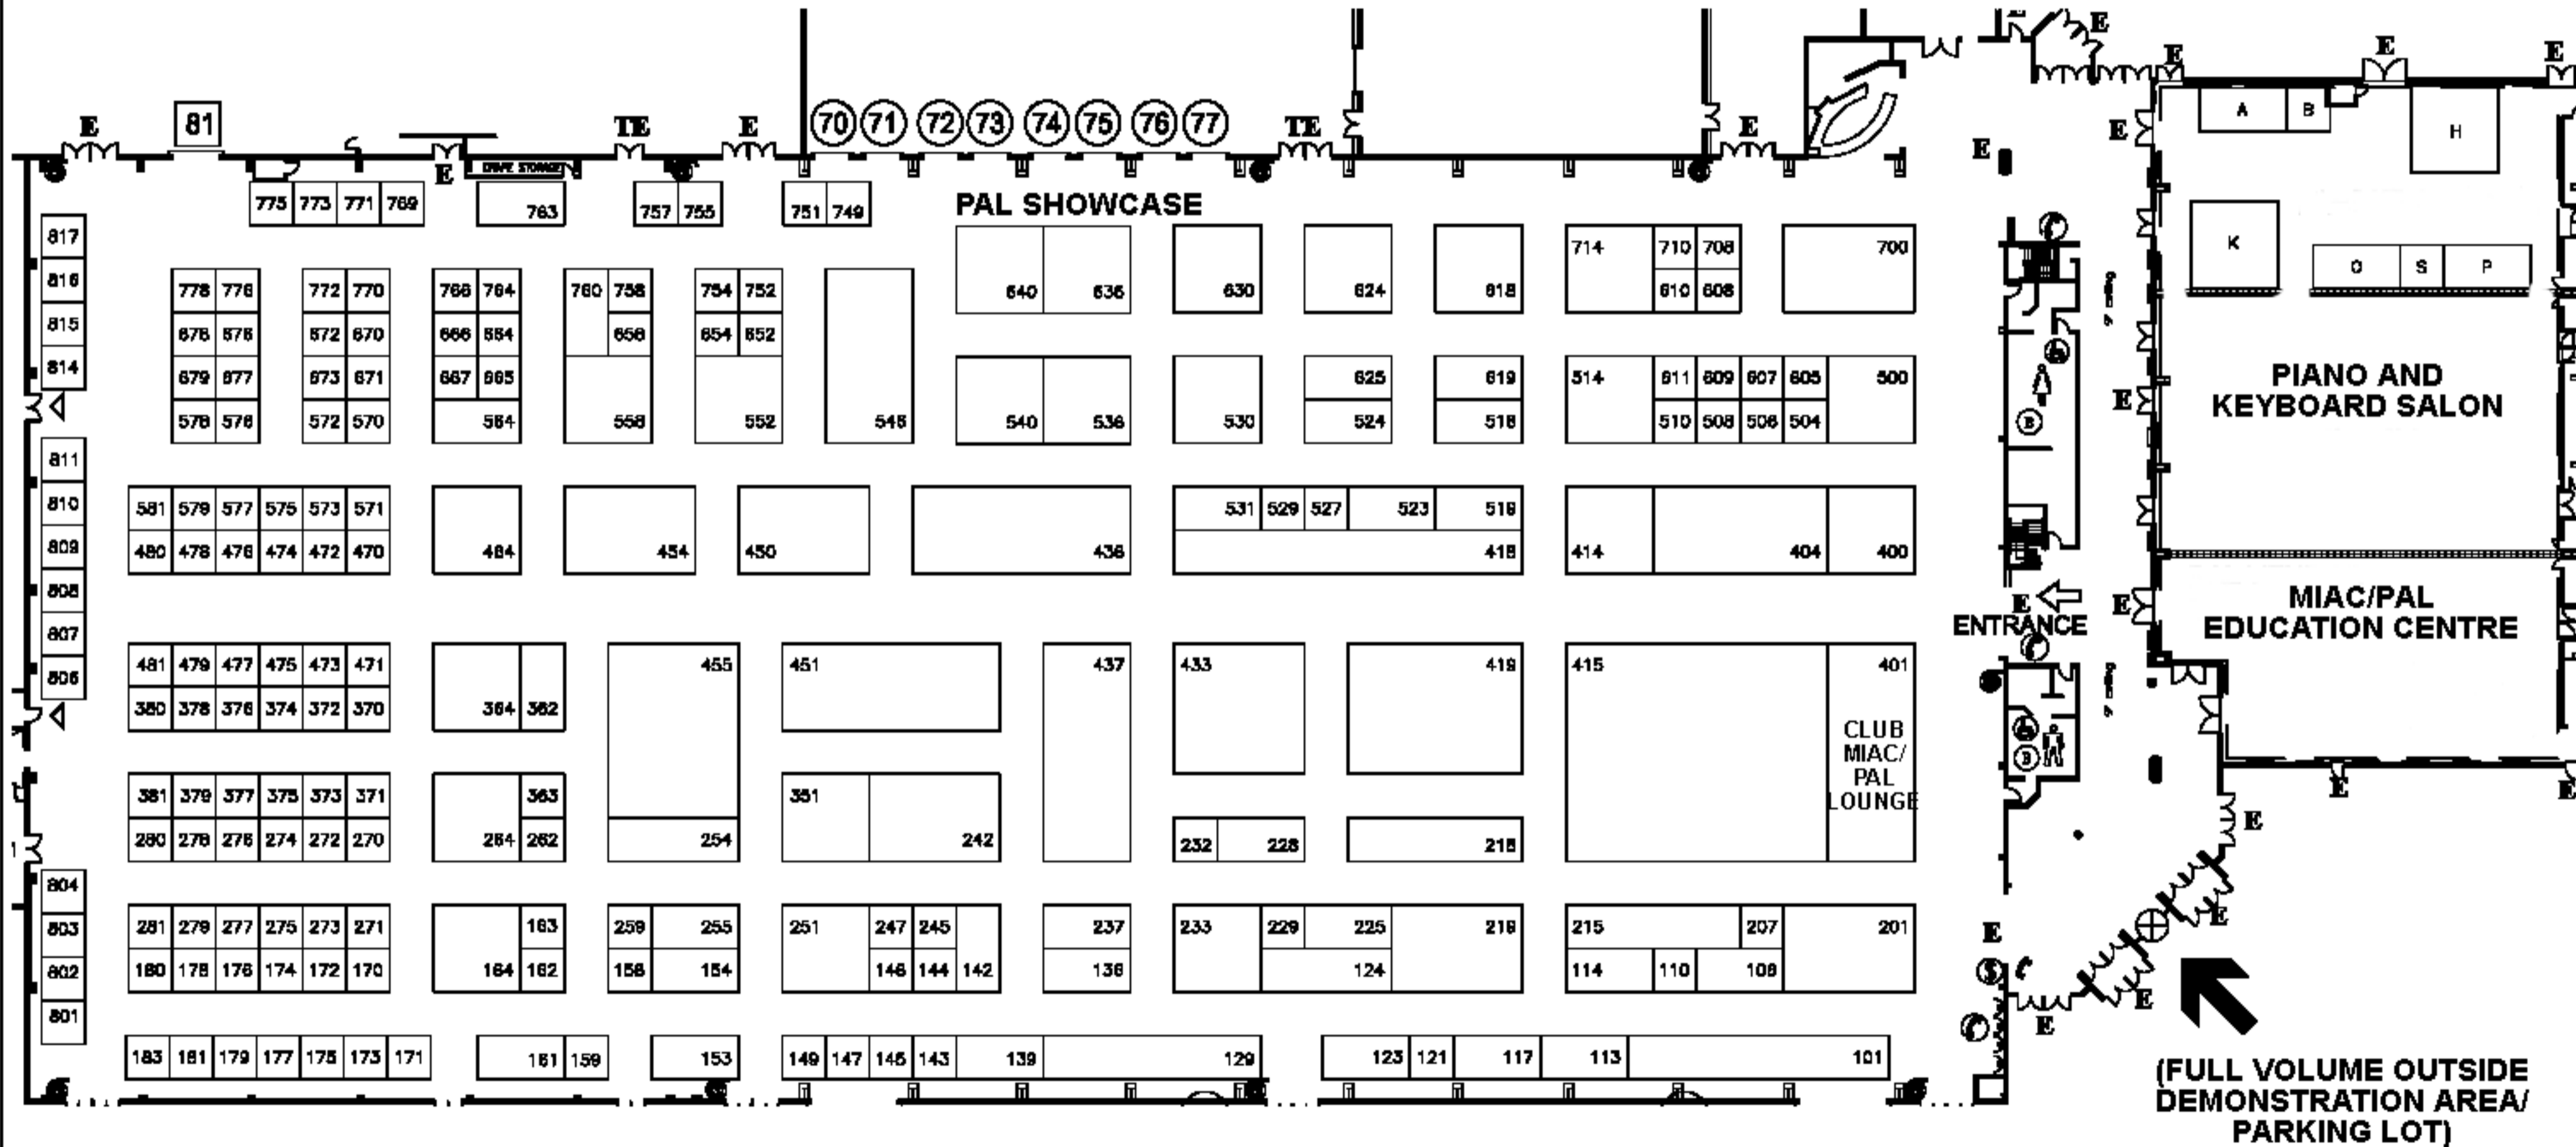 E
E E E
81
E TE E 70 71 72 73 74 75 76 77 TE E E E
A B H
E
DRAPE STORAGE
775 773 771 769 763 757 755 751 749 PAL SHOWCASE
817
816
815
814
778 776 772 770 766 764 760 758 754 752
640 636 630 624 618
714 710 708 700
610 608
K O S P
678 676 672 670 666 664 656 654 652
679 677 673 671 667 665
578 576 572 570 564 558 552 546
540 536 530 625 619
524 518
514 611 609 607 605 500
510 508 506 504
E
B
PIANO AND
KEYBOARD SALON
811
810
809
808
807
806
581 579 577 575 573 571
480 478 476 474 472 470 464 454 450 436
531 529 527 523 519
418
414 404 400
E
ENTRANCE
E
MIAC/PAL
EDUCATION CENTRE
481 479 477 475 473 471
380 378 376 374 372 370 364 362
455 451 437 433 419 415 401
CLUB
MIAC/
PAL
LOUNGE
B
381 379 377 375 373 371 363
280 278 276 274 272 270 264 262 254
351 242
232 228 218
E E
E
804
803
802
801
281 279 277 275 273 271 163
180 178 176 174 172 170 164 162
259 255
158 154
251 247 245
146 144 142
237
136
233 229 225 219
124
215 207 201
114 110 108
E
E
$
E
E
183 181 179 177 175 173 171 161 159 153
149 147 145 143 139 129
123 121 117 113 101
(FULL VOLUME OUTSIDE
DEMONSTRATION AREA/
PARKING LOT)